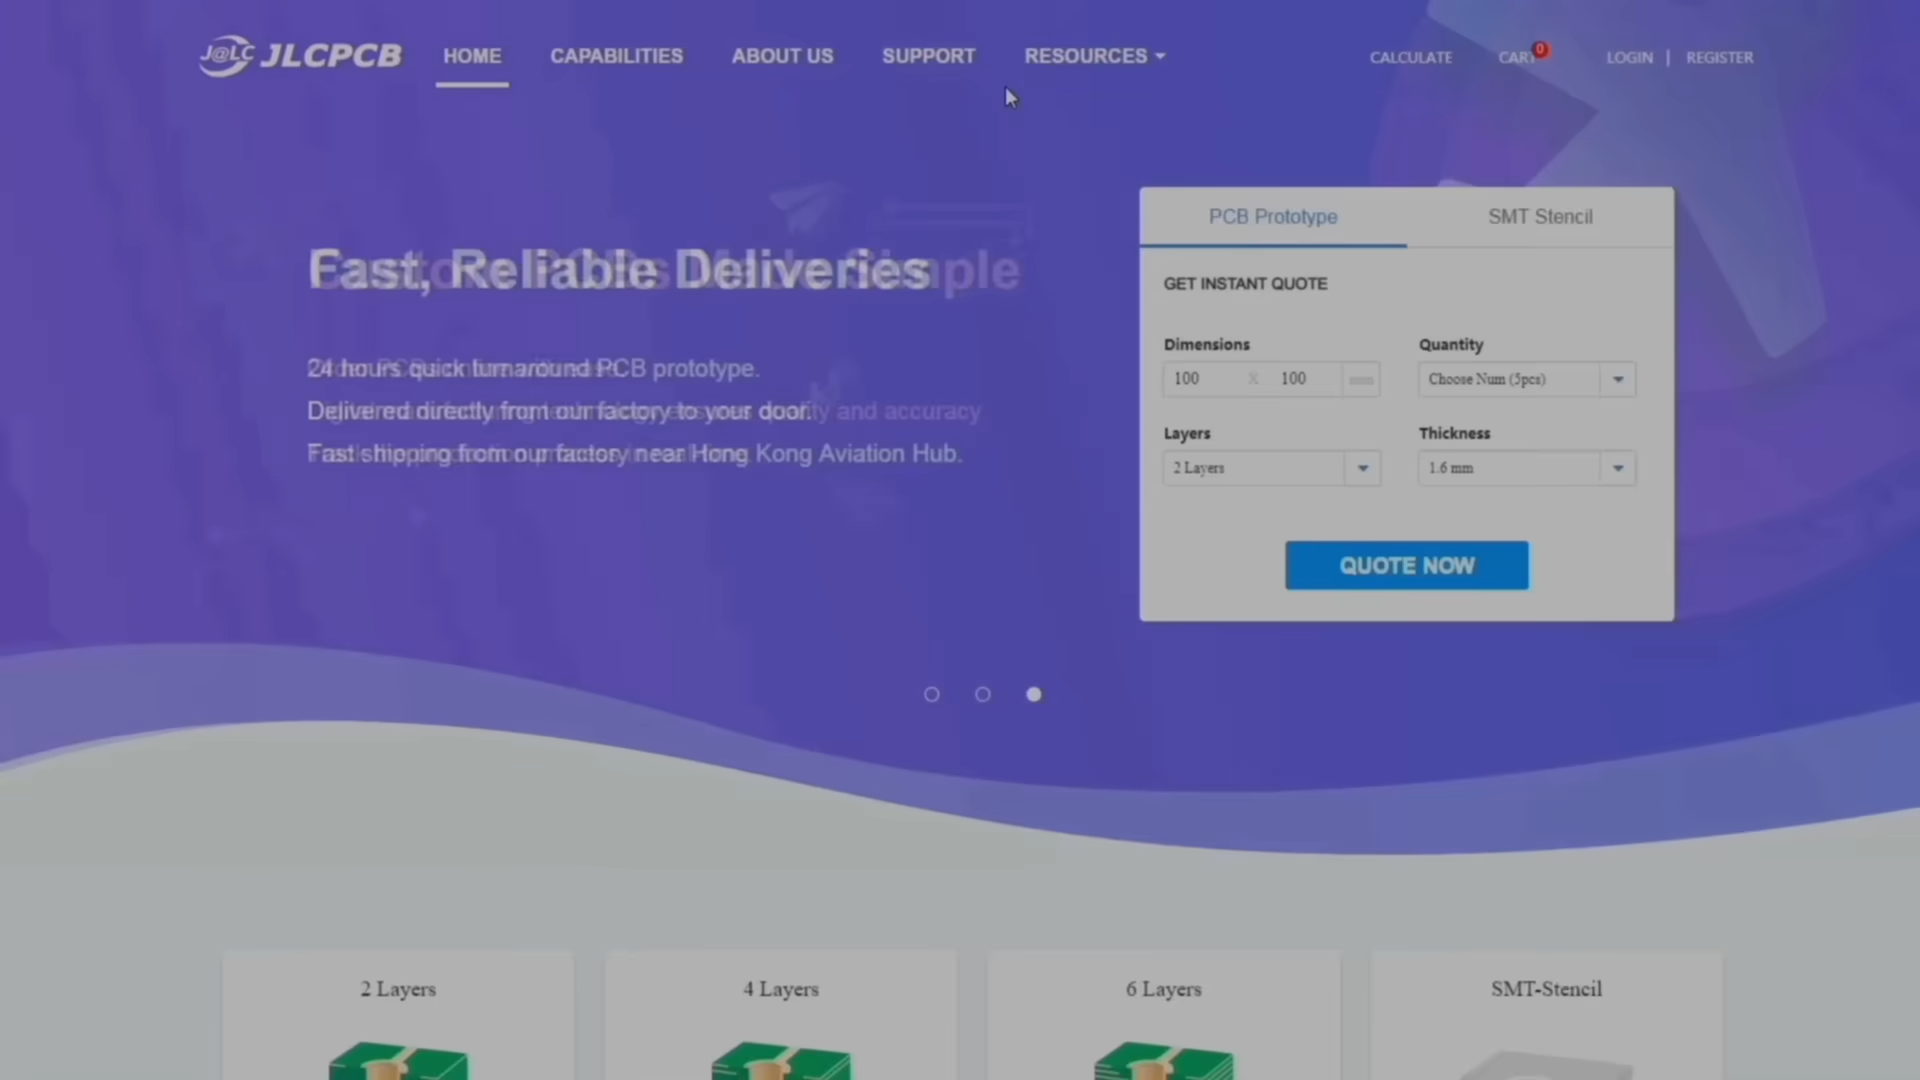 J@LC JLCPCB HOME CAPABILITIES ABOUT US SUPPORT RESOURCES CALCULATE CART 0 LOGIN | REGISTER
PCB Prototype SMT Stencil
Fast, Reliable Deliveries
GET INSTANT QUOTE
24 hours quick turnaround PCB prototype.
Delivered directly from our factory to your door.
and accuracy
Fast shipping from our factory near Hong Kong Aviation Hub.
Dimensions Quantity
100 X 100 Choose Num (5pcs)
Layers Thickness
2 Layers 1.6 mm
QUOTE NOW
2 Layers 4 Layers 6 Layers SMT-Stencil